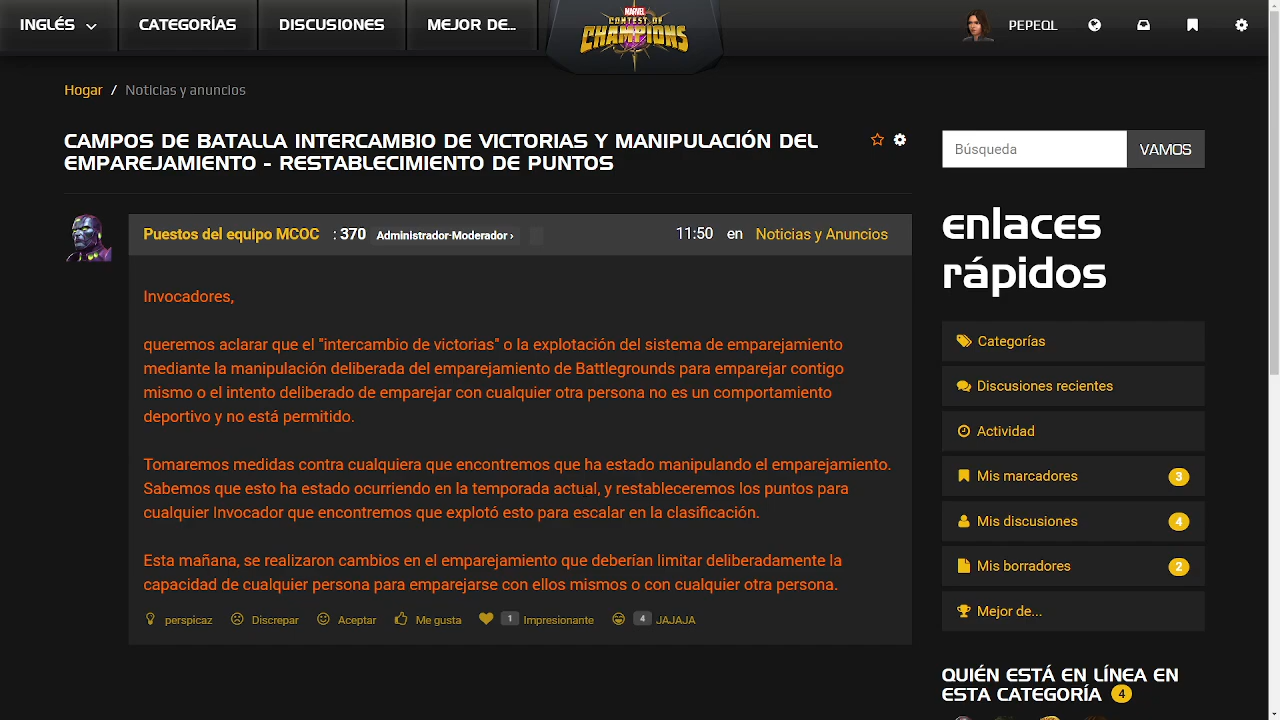 INGLÉS
CATEGORÍAS
DISCUSIONES
MEJOR DE...
MARVEL
CONTEST OF
CHAMPIONS
PEPEQL
Hogar / Noticias y anuncios
CAMPOS DE BATALLA INTERCAMBIO DE VICTORIAS Y MANIPULACIÓN DEL
EMPAREJAMIENTO - RESTABLECIMIENTO DE PUNTOS
Puestos del equipo MCOC : 370 Administrador-Moderador ›
11:50 en Noticias y Anuncios
Invocadores,
queremos aclarar que el "intercambio de victorias" o la explotación del sistema de emparejamiento
mediante la manipulación deliberada del emparejamiento de Battlegrounds para emparejar contigo
mismo o el intento deliberado de emparejar con cualquier otra persona no es un comportamiento
deportivo y no está permitido.
Tomaremos medidas contra cualquiera que encontremos que ha estado manipulando el emparejamiento.
Sabemos que esto ha estado ocurriendo en la temporada actual, y restableceremos los puntos para
cualquier Invocador que encontremos que explotó esto para escalar en la clasificación.
Esta mañana, se realizaron cambios en el emparejamiento que deberían limitar deliberadamente la
capacidad de cualquier persona para emparejarse con ellos mismos o con cualquier otra persona.
perspicaz
Discrepar
Aceptar
Me gusta
1 Impresionante
4 JAJAJA
Búsqueda
VAMOS
enlaces
rápidos
Categorías
Discusiones recientes
Actividad
Mis marcadores 3
Mis discusiones 4
Mis borradores 2
Mejor de...
QUIÉN ESTÁ EN LÍNEA EN
ESTA CATEGORÍA 4